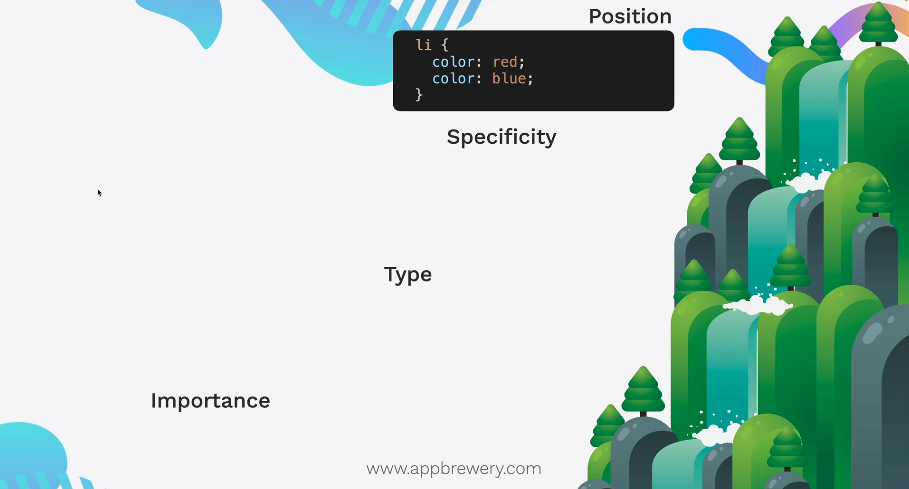 Position
li {
  color: red;
  color: blue;
}
Specificity
Type
Importance
www.appbrewery.com